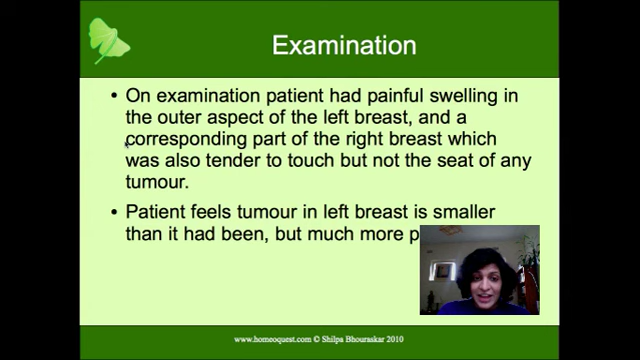 Examination
• On examination patient had painful swelling in
the outer aspect of the left breast, and a
corresponding part of the right breast which
was also tender to touch but not the seat of any
tumour.
• Patient feels tumour in left breast is smaller
than it had been, but much more
www.homeoquest.com © Shilpa Bhouraskar 2010